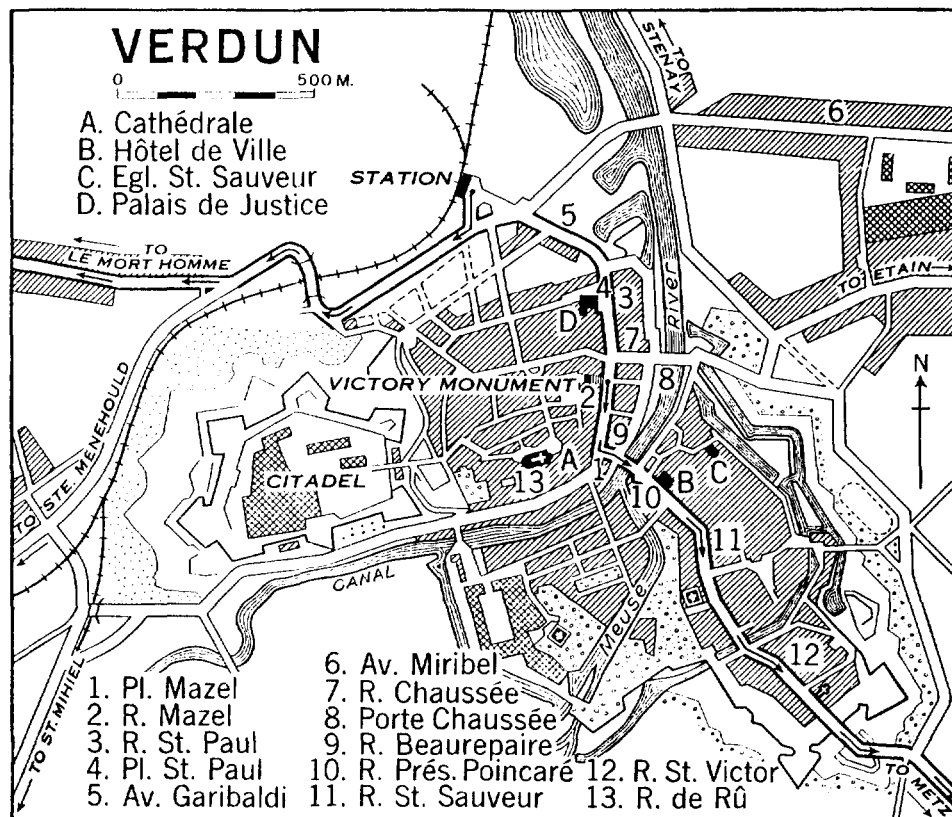 VERDUN
0 500 M.
A. Cathédrale
B. Hôtel de Ville
C. Egl. St. Sauveur
D. Palais de Justice
STATION
TO STENAY
6
5
TO
LE MORT HOMME
TO ETAIN
4 3
D
7
River
N
VICTORY MONUMENT
2
8
TO STE. MENEHOULD
9
CITADEL
13 A
1
10 B
C
11
CANAL
Meuse
12
TO ST. MIHIEL
TO METZ
1. Pl. Mazel
2. R. Mazel
3. R. St. Paul
4. Pl. St. Paul
5. Av. Garibaldi
6. Av. Miribel
7. R. Chaussée
8. Porte Chaussée
9. R. Beaurepaire
10. R. Prés. Poincaré
11. R. St. Sauveur
12. R. St. Victor
13. R. de Rû